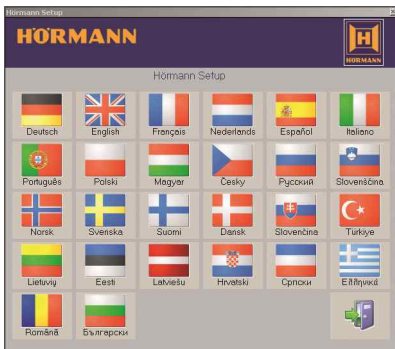 Hörmann Setup
HÖRMANN
HÖRMANN
Hörmann Setup
Deutsch English Français Nederlands Español Italiano
Português Polski Magyar Česky Русский Slovenščina
Norsk Svenska Suomi Dansk Slovenčina Türkiye
Lietuvių Eesti Latviešu Hrvatski Српски Ελληνικά
Română Български